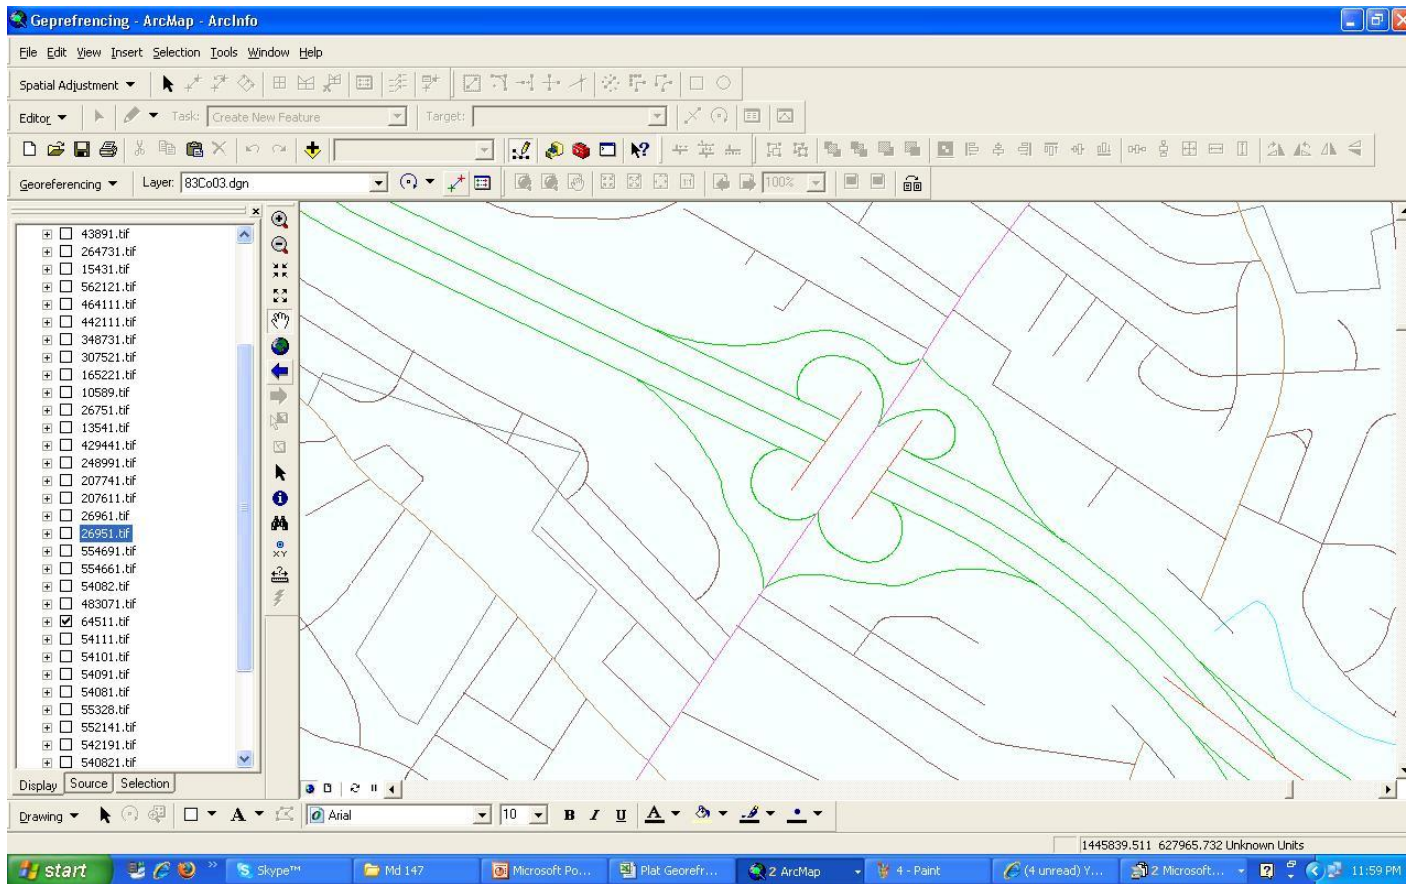 Geprefrencing - ArcMap - ArcInfo
File Edit View Insert Selection Tools Window Help
Spatial Adjustment
Editor Task: Create New Feature Target:
Georeferencing Layer: 83Co03.dgn 100%
43891.tif
264731.tif
15431.tif
562121.tif
464111.tif
442111.tif
348731.tif
307521.tif
165221.tif
10589.tif
26751.tif
13541.tif
429441.tif
248991.tif
207741.tif
207611.tif
26961.tif
26951.tif
554691.tif
554661.tif
54082.tif
483071.tif
64511.tif
54111.tif
54101.tif
54091.tif
54081.tif
55328.tif
552141.tif
542191.tif
540821.tif
XY
Display Source Selection
Drawing A Arial 10 B I U A
1445839.511 627965.732 Unknown Units
start Skype™ Md 147 Microsoft Po... Plat Georefr... 2 ArcMap 4 - Paint (4 unread) Y... 2 Microsoft... 11:59 PM